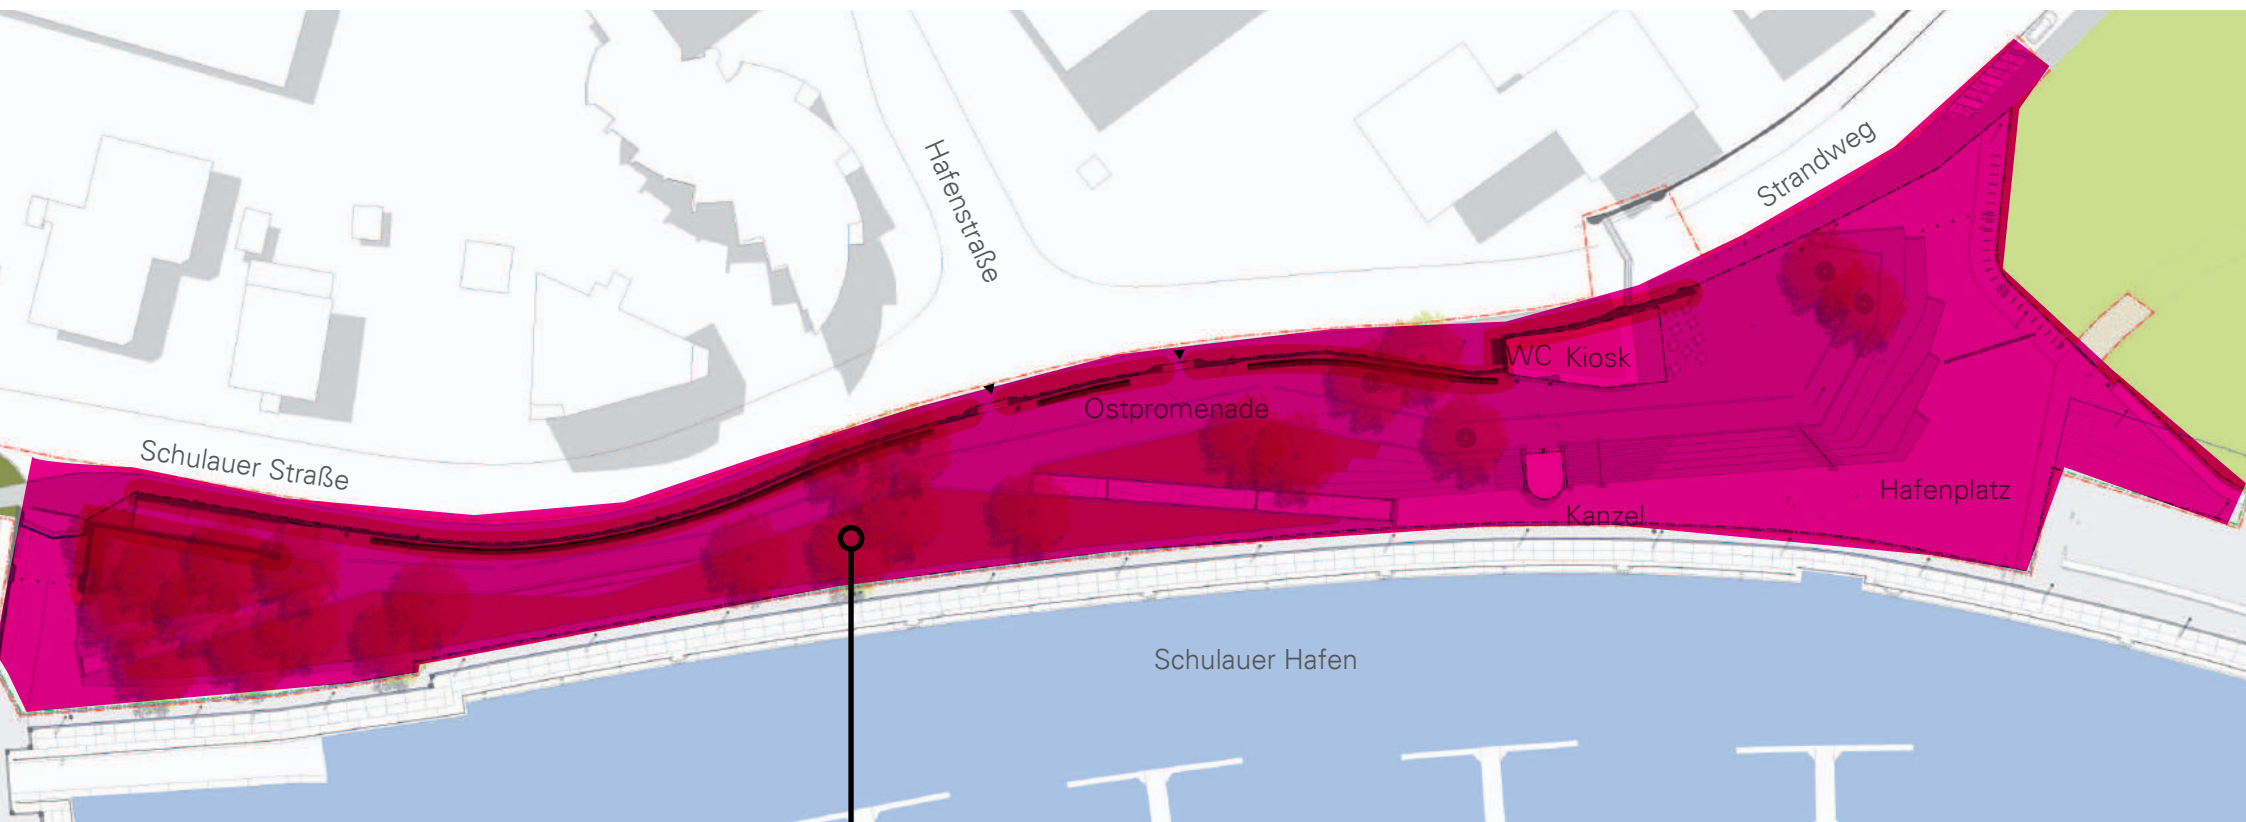 Hafenstraße
Strandweg
WC Kiosk
Ostpromenade
Schulauer Straße
Hafenplatz
Kanzel
Schulauer Hafen